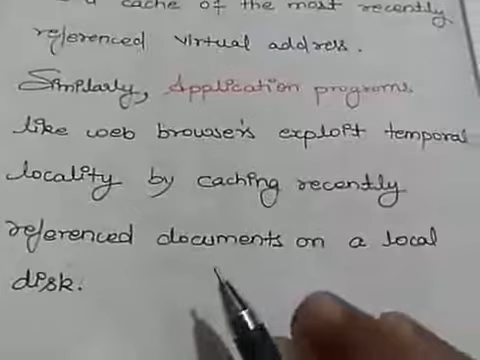 a cache of the most recently
referenced virtual address.
Similarly, Application programs
like web browsers exploit temporal
locality by caching recently
referenced documents on a local
disk.